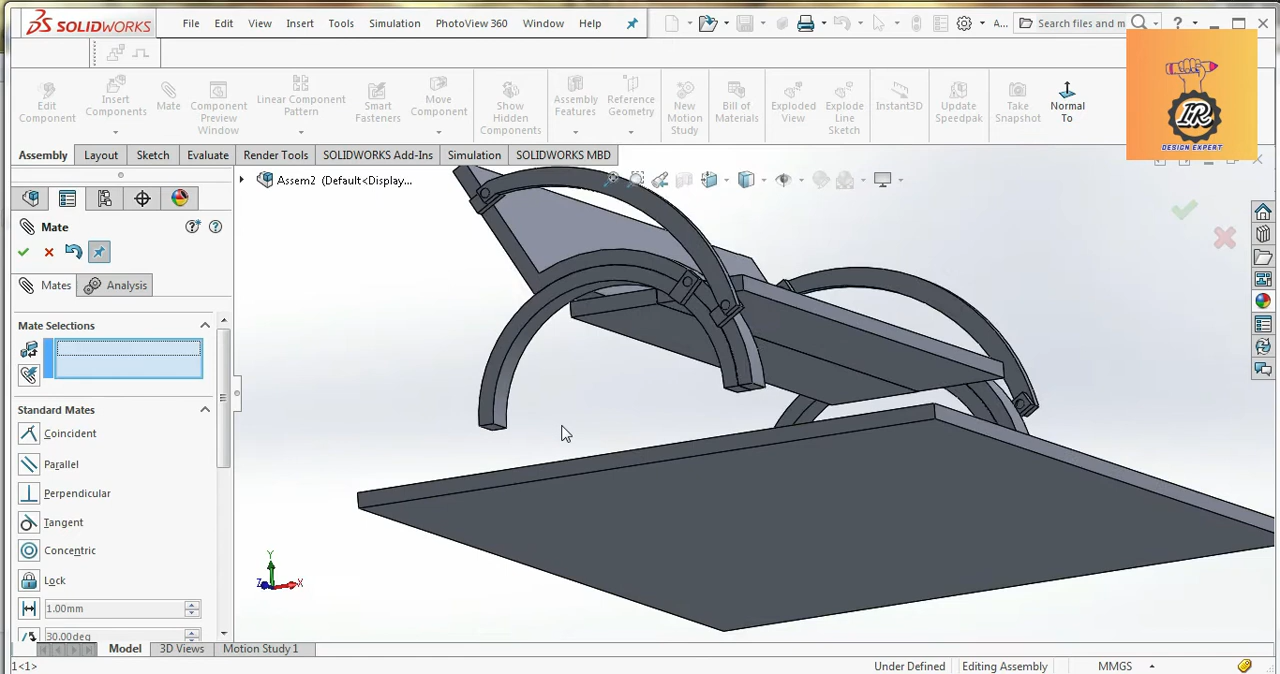 SOLIDWORKS File Edit View Insert Tools Simulation PhotoView 360 Window Help A... Search files and m ?
Edit Component
Insert Components
Mate
Component Preview Window
Linear Component Pattern
Smart Fasteners
Move Component
Show Hidden Components
Assembly Features
Reference Geometry
New Motion Study
Bill of Materials
Exploded View
Explode Line Sketch
Instant3D
Update Speedpak
Take Snapshot
Normal To
IR
DESIGN EXPERT
Assembly Layout Sketch Evaluate Render Tools SOLIDWORKS Add-Ins Simulation SOLIDWORKS MBD
Assem2 (Default<Display...
Mate
Mates Analysis
Mate Selections
Standard Mates
Coincident
Parallel
Perpendicular
Tangent
Concentric
Lock
1.00mm
30.00deg
Y
Z X
Model 3D Views Motion Study 1
1<1> Under Defined Editing Assembly MMGS